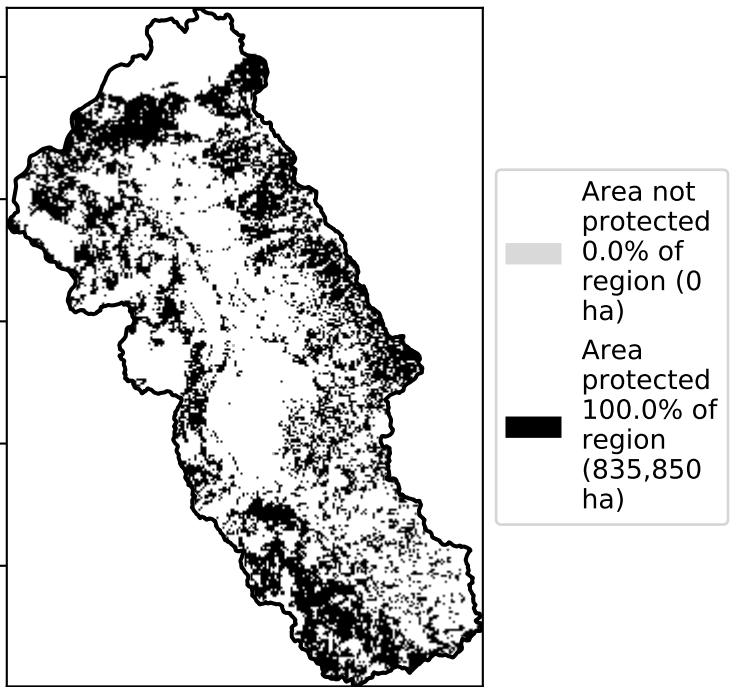 Area not
protected
0.0% of
region (0
ha)
Area
protected
100.0% of
region
(835,850
ha)